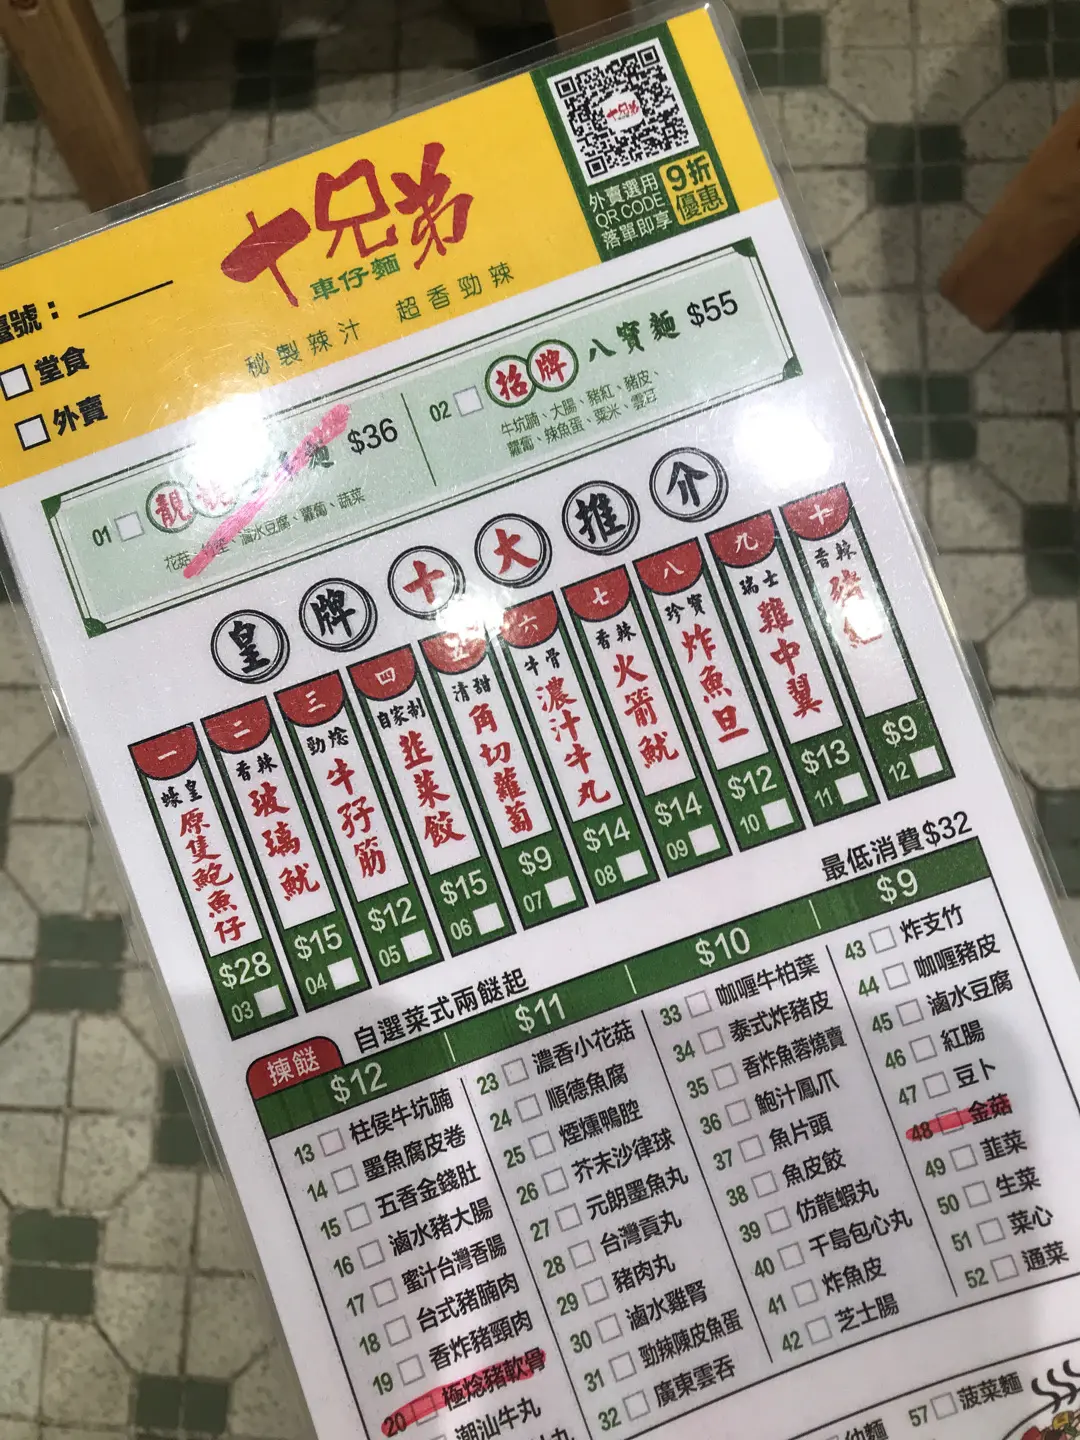 十兄弟
車仔麵
秘製辣汁 超香勁辣
外賣選用
QR CODE
落單即享
9折
優惠
十兄弟
臺號：
堂食
外賣
01 靚 麵 $36
花菇、 滷水豆腐、蘿蔔、蔬菜
02 招牌八寶麵 $55
牛坑腩、大腸、豬紅、豬皮、
蘿蔔、辣魚蛋、粟米、雲耳
皇牌十大推介
一 蠔皇 原隻鮑魚仔 $28 03
二 香辣 玻璃魷 $15 04
三 勁焾 牛孖筋 $12 05
四 自家制 韮菜餃 $15 06
五 清甜 角切蘿蔔 $9 07
六 牛骨 濃汁牛丸 $14 08
七 香辣 火箭魷 $14 09
八 珍寶 炸魚旦 $12 10
九 瑞士 雞中翼 $13 11
十 香辣 豬紅 $9 12
揀餸
自選菜式兩餸起
最低消費$32
$12
13 柱侯牛坑腩
14 墨魚腐皮卷
15 五香金錢肚
16 滷水豬大腸
17 蜜汁台灣香腸
18 台式豬腩肉
19 香炸豬頸肉
20 極焾豬軟骨
潮汕牛丸
$11
23 濃香小花菇
24 順德魚腐
25 煙燻鴨腔
26 芥末沙律球
27 元朗墨魚丸
28 台灣貢丸
29 豬肉丸
30 滷水雞腎
31 勁辣陳皮魚蛋
32 廣東雲吞
$10
33 咖喱牛柏葉
34 泰式炸豬皮
35 香炸魚蓉燒賣
36 鮑汁鳳爪
37 魚片頭
38 魚皮餃
39 仿龍蝦丸
40 千島包心丸
41 炸魚皮
42 芝士腸
$9
43 炸支竹
44 咖喱豬皮
45 滷水豆腐
46 紅腸
47 豆卜
48 金菇
49 韮菜
50 生菜
51 菜心
52 通菜
幼麵
57 菠菜麵